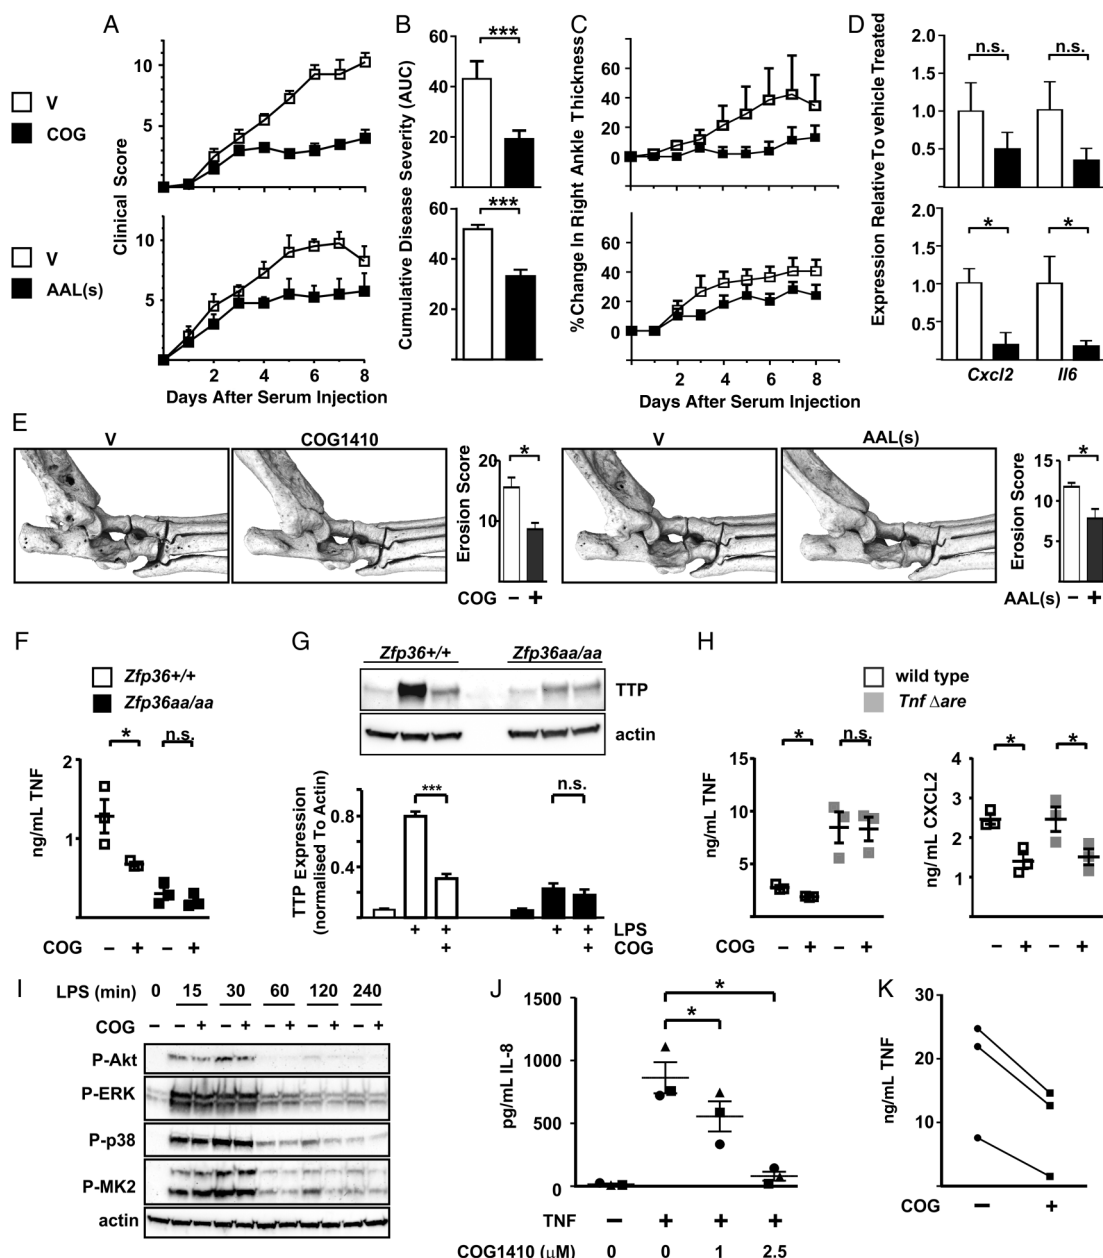 A
B
C
D
V
COG
V
AAL(s)
Clinical Score
10
5
10
5
2 4 6 8
Days After Serum Injection
Cumulative Disease Severity (AUC)
60
40
20
0
***
60
40
20
0
***
%Change In Right Ankle Thickness
60
40
20
0
60
40
20
0
2 4 6 8
Days After Serum Injection
Expression Relative To vehicle Treated
2.0
1.5
1.0
0.5
n.s. n.s.
2.0
1.5
1.0
0.5
* *
Cxcl2 Il6
E
V COG1410
Erosion Score
20
10
*
COG − +
V AAL(s)
Erosion Score
15
10
5
*
AAL(s) − +
F
Zfp36+/+
Zfp36aa/aa
* n.s.
ng/mL TNF
2
1
COG − + − +
G
Zfp36+/+ Zfp36aa/aa
TTP
actin
TTP Expression
(normalised To Actin)
0.8
0.4
0
*** n.s.
+ + + + LPS
+ + COG
H
wild type
Tnf Δare
ng/mL TNF
15
10
5
* n.s.
COG − + − +
ng/mL CXCL2
4
3
2
1
* *
− + − +
I
LPS (min) 0 15 30 60 120 240
COG − − + − + − + − + − +
P-Akt
P-ERK
P-p38
P-MK2
actin
J
pg/mL IL-8
1500
1000
500
0
*
*
TNF − + + +
COG1410 (μM) 0 0 1 2.5
K
ng/mL TNF
30
20
10
0
COG − +